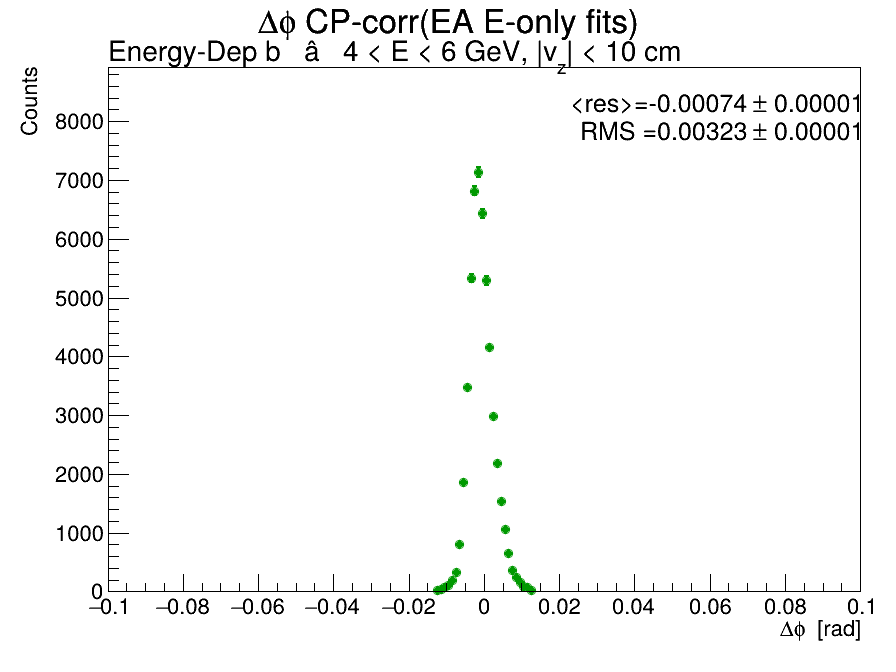 Δϕ CP-corr(EA E-only fits)
Energy-Dep b â 4 < E < 6 GeV, |v_z| < 10 cm
Counts
<res>=-0.00074 ± 0.00001
RMS =0.00323 ± 0.00001
8000
7000
6000
5000
4000
3000
2000
1000
0
−0.1 −0.08 −0.06 −0.04 −0.02 0 0.02 0.04 0.06 0.08 0.1
Δϕ [rad]